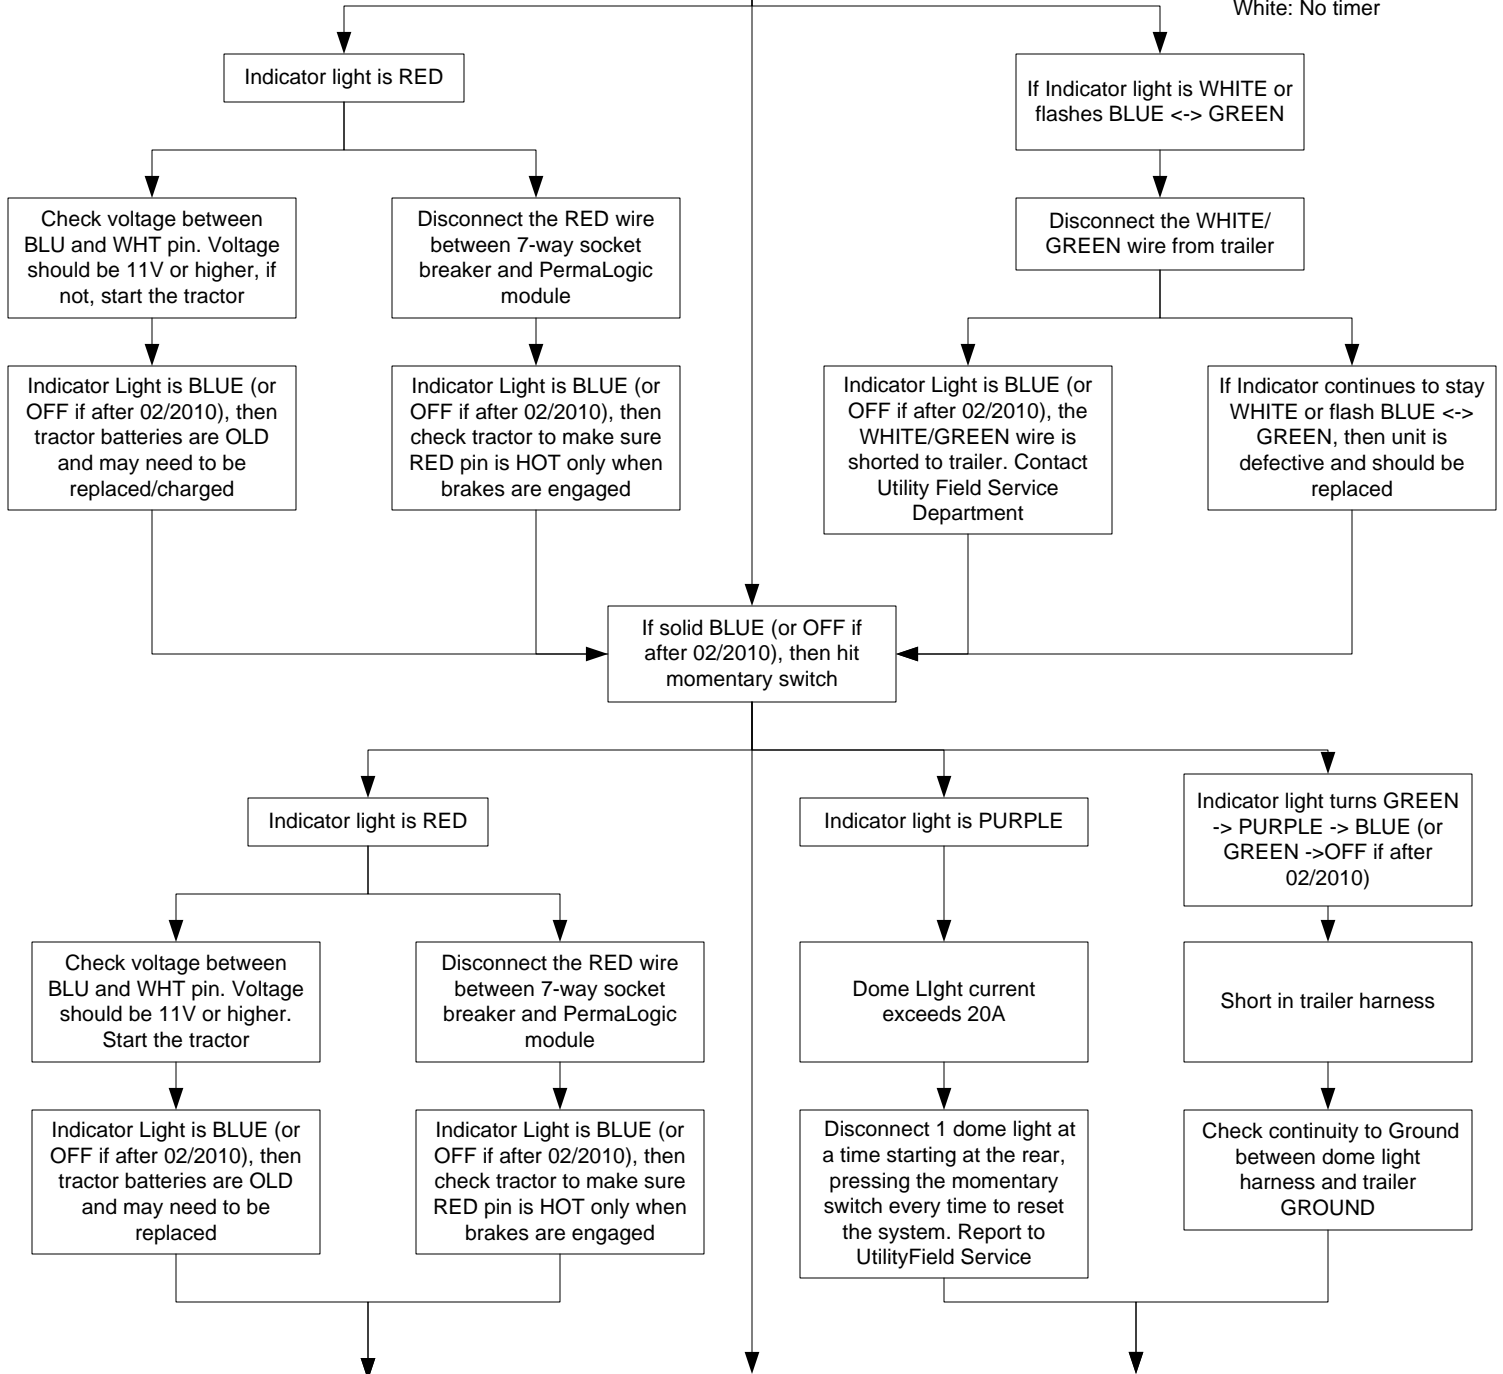 White: No timer
Indicator light is RED
If Indicator light is WHITE or
flashes BLUE <-> GREEN
Check voltage between
BLU and WHT pin. Voltage
should be 11V or higher, if
not, start the tractor
Disconnect the RED wire
between 7-way socket
breaker and PermaLogic
module
Disconnect the WHITE/
GREEN wire from trailer
Indicator Light is BLUE (or
OFF if after 02/2010), then
tractor batteries are OLD
and may need to be
replaced/charged
Indicator Light is BLUE (or
OFF if after 02/2010), then
check tractor to make sure
RED pin is HOT only when
brakes are engaged
Indicator Light is BLUE (or
OFF if after 02/2010), the
WHITE/GREEN wire is
shorted to trailer. Contact
Utility Field Service
Department
If Indicator continues to stay
WHITE or flash BLUE <->
GREEN, then unit is
defective and should be
replaced
If solid BLUE (or OFF if
after 02/2010), then hit
momentary switch
Indicator light is RED
Indicator light is PURPLE
Indicator light turns GREEN
-> PURPLE -> BLUE (or
GREEN ->OFF if after
02/2010)
Check voltage between
BLU and WHT pin. Voltage
should be 11V or higher.
Start the tractor
Disconnect the RED wire
between 7-way socket
breaker and PermaLogic
module
Dome LIght current
exceeds 20A
Short in trailer harness
Indicator Light is BLUE (or
OFF if after 02/2010), then
tractor batteries are OLD
and may need to be
replaced
Indicator Light is BLUE (or
OFF if after 02/2010), then
check tractor to make sure
RED pin is HOT only when
brakes are engaged
Disconnect 1 dome light at
a time starting at the rear,
pressing the momentary
switch every time to reset
the system. Report to
UtilityField Service
Check continuity to Ground
between dome light
harness and trailer
GROUND